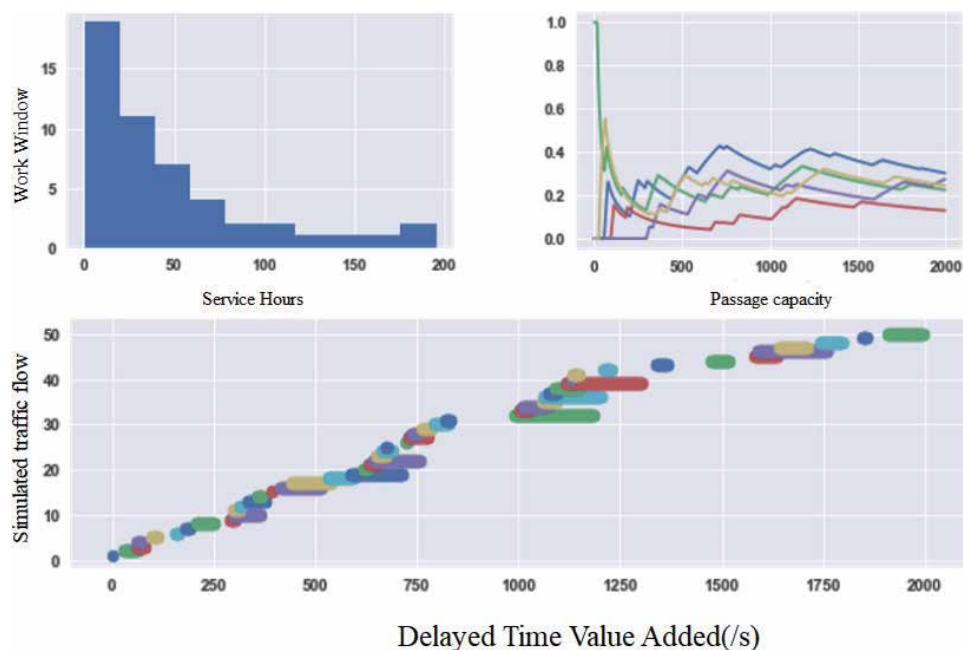 15
10
5
0
0 50 100 150 200
Work Window
Service Hours
1.0
0.8
0.6
0.4
0.2
0.0
0 500 1000 1500 2000
Passage capacity
50
40
30
20
10
0
Simulated traffic flow
0 250 500 750 1000 1250 1500 1750 2000
Delayed Time Value Added(/s)